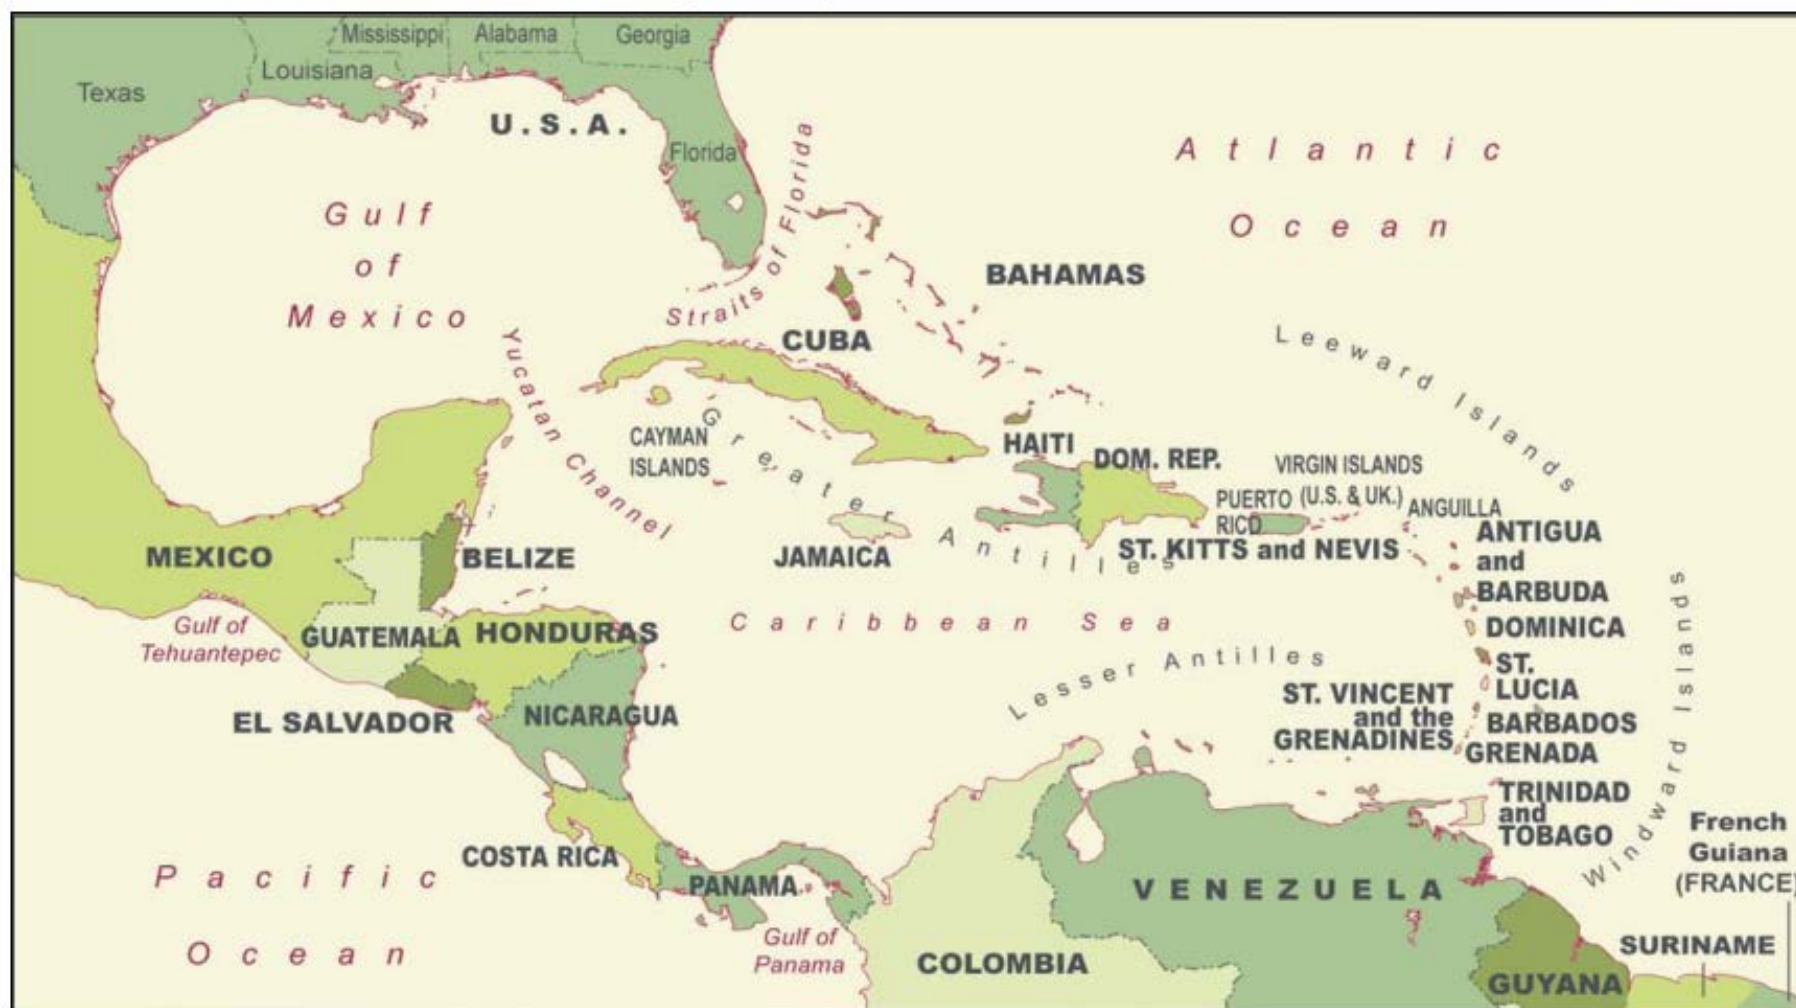 Mississippi
Alabama
Georgia
Louisiana
Texas
U.S.A.
Florida
Atlantic
Ocean
Gulf
of
Mexico
Straits of Florida
BAHAMAS
CUBA
Yucatan Channel
Leeward Islands
CAYMAN
ISLANDS
Greater Antilles
HAITI
DOM. REP.
VIRGIN ISLANDS
(U.S. & UK.)
PUERTO
RICO
ANGUILLA
ST. KITTS and NEVIS
ANTIGUA
and
BARBUDA
MEXICO
BELIZE
JAMAICA
Caribbean Sea
DOMINICA
Gulf of
Tehuantepec
GUATEMALA
HONDURAS
Lesser Antilles
ST.
LUCIA
Windward Islands
EL SALVADOR
NICARAGUA
ST. VINCENT
and the
GRENADINES
BARBADOS
GRENADA
TRINIDAD
and
TOBAGO
French
Guiana
(FRANCE)
COSTA RICA
PANAMA
VENEZUELA
Pacific
Ocean
Gulf of
Panama
COLOMBIA
SURINAME
GUYANA